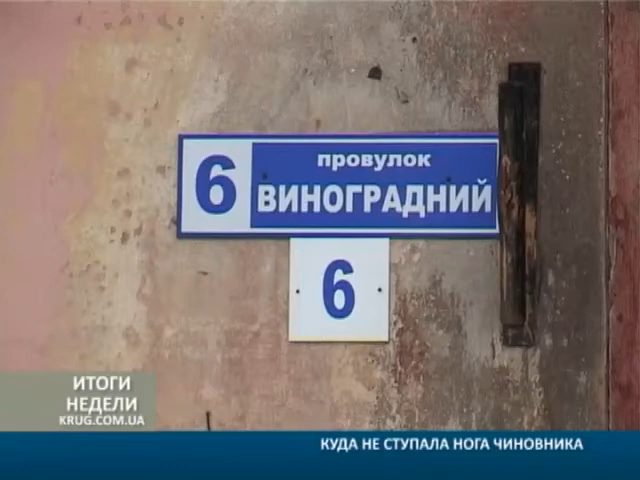 6
провулок
ВИНОГРАДНИЙ
6
ИТОГИ
НЕДЕЛИ
KRUG.COM.UA
КУДА НЕ СТУПАЛА НОГА ЧИНОВНИКА